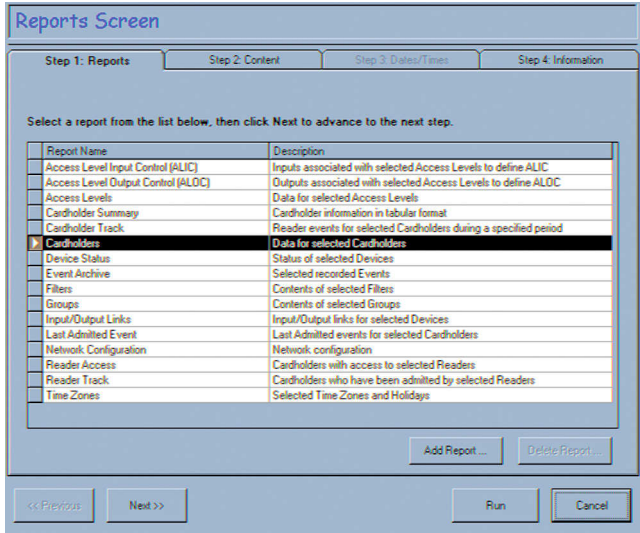 Reports Screen
Step 1: Reports Step 2: Content Step 3: Dates/Times Step 4: Information
Select a report from the list below, then click Next to advance to the next step.
Report Name Description
Access Level Input Control (ALIC) Inputs associated with selected Access Levels to define ALIC
Access Level Output Control (ALOC) Outputs associated with selected Access Levels to define ALOC
Access Levels Data for selected Access Levels
Cardholder Summary Cardholder information in tabular format
Cardholder Track Reader events for selected Cardholders during a specified period
Cardholders Data for selected Cardholders
Device Status Status of selected Devices
Event Archive Selected recorded Events
Filters Contents of selected Filters
Groups Contents of selected Groups
Input/Output Links Input/Output links for selected Devices
Last Admitted Event Last Admitted events for selected Cardholders
Network Configuration Network configuration
Reader Access Cardholders with access to selected Readers
Reader Track Cardholders who have been admitted by selected Readers
Time Zones Selected Time Zones and Holidays
Add Report ... Delete Report ...
<< Previous Next >> Run Cancel